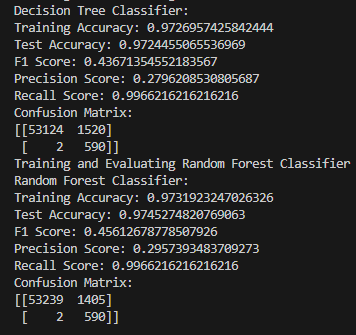 Decision Tree Classifier:
Training Accuracy: 0.9726957425842444
Test Accuracy: 0.9724455065536969
F1 Score: 0.43671354552183567
Precision Score: 0.2796208530805687
Recall Score: 0.9966216216216216
Confusion Matrix:
[[53124 1520]
[ 2 590]]
Training and Evaluating Random Forest Classifier
Random Forest Classifier:
Training Accuracy: 0.9731923247026326
Test Accuracy: 0.9745274820769063
F1 Score: 0.45612678778507926
Precision Score: 0.2957393483709273
Recall Score: 0.9966216216216216
Confusion Matrix:
[[53239 1405]
[ 2 590]]